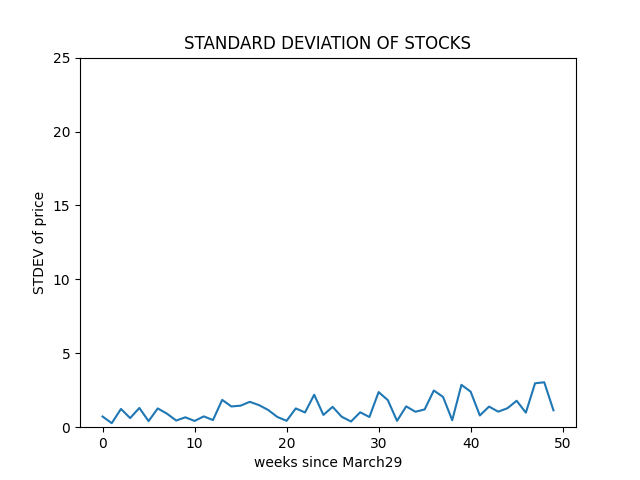 STANDARD DEVIATION OF STOCKS
25
20
15
10
5
0
STDEV of price
0 10 20 30 40 50
weeks since March29